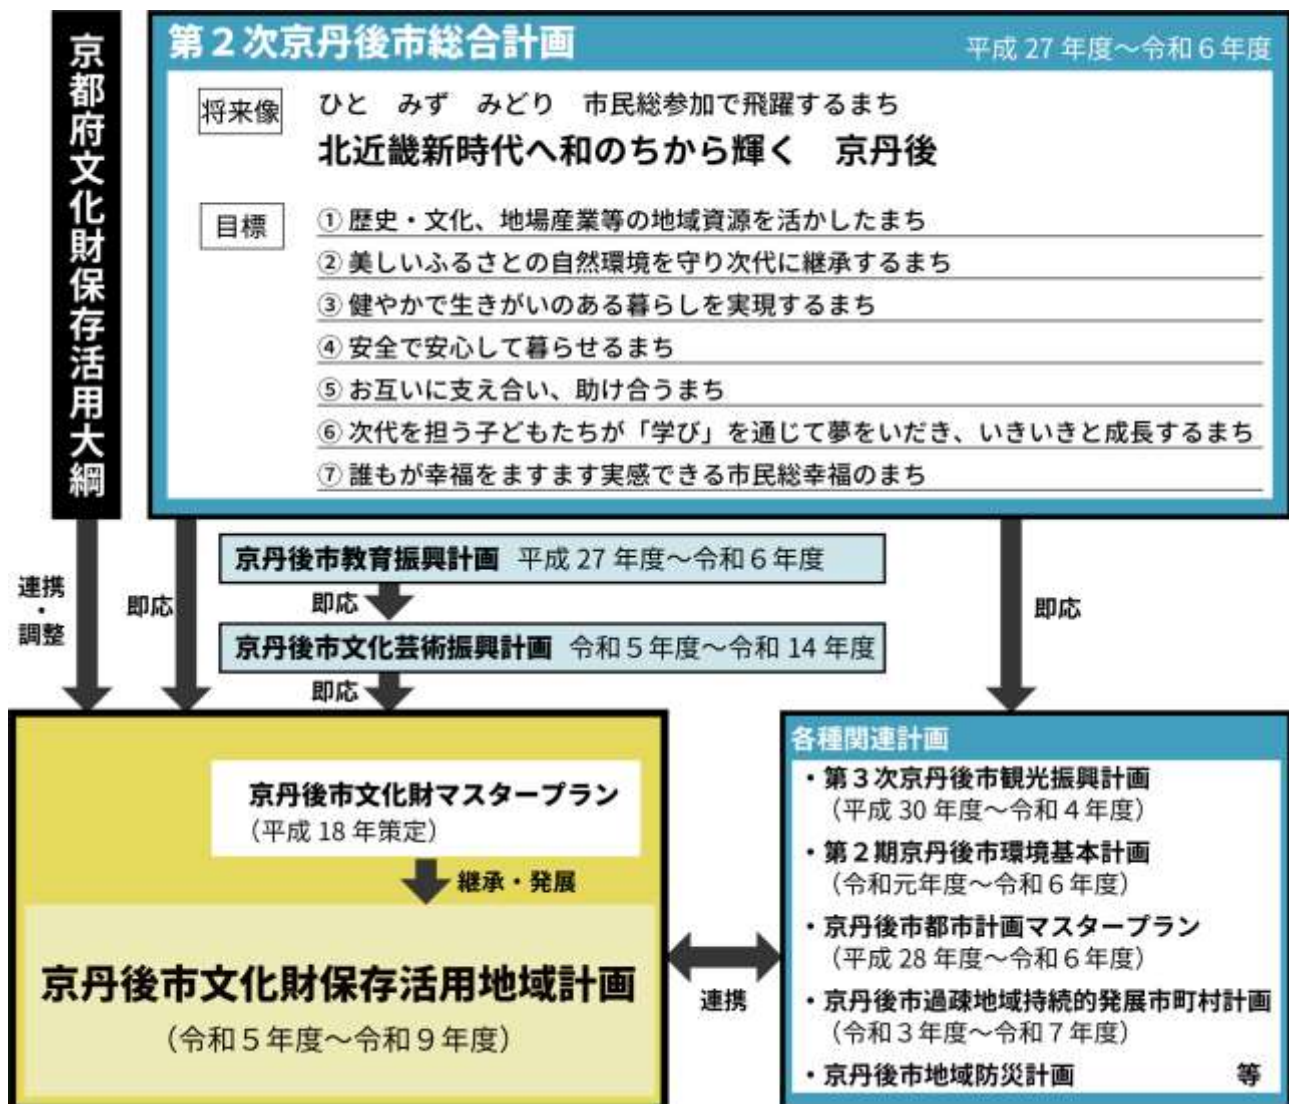 京都府文化財保存活用大綱
第２次京丹後市総合計画
平成 27 年度～令和６年度
将来像
ひと　みず　みどり　市民総参加で飛躍するまち
北近畿新時代へ和のちから輝く　京丹後
目標
①歴史・文化、地場産業等の地域資源を活かしたまち
②美しいふるさとの自然環境を守り次代に継承するまち
③健やかで生きがいのある暮らしを実現するまち
④安全で安心して暮らせるまち
⑤お互いに支え合い、助け合うまち
⑥次代を担う子どもたちが「学び」を通じて夢をいだき、いきいきと成長するまち
⑦誰もが幸福をますます実感できる市民総幸福のまち
連携・調整
即応
京丹後市教育振興計画　平成 27 年度～令和６年度
即応
京丹後市文化芸術振興計画　令和５年度～令和 14 年度
即応
即応
京丹後市文化財マスタープラン
（平成 18 年策定）
継承・発展
京丹後市文化財保存活用地域計画
（令和５年度～令和９年度）
連携
各種関連計画
・第３次京丹後市観光振興計画
（平成 30 年度～令和４年度）
・第２期京丹後市環境基本計画
（令和元年度～令和６年度）
・京丹後市都市計画マスタープラン
（平成 28 年度～令和６年度）
・京丹後市過疎地域持続的発展市町村計画
（令和３年度～令和７年度）
・京丹後市地域防災計画　等